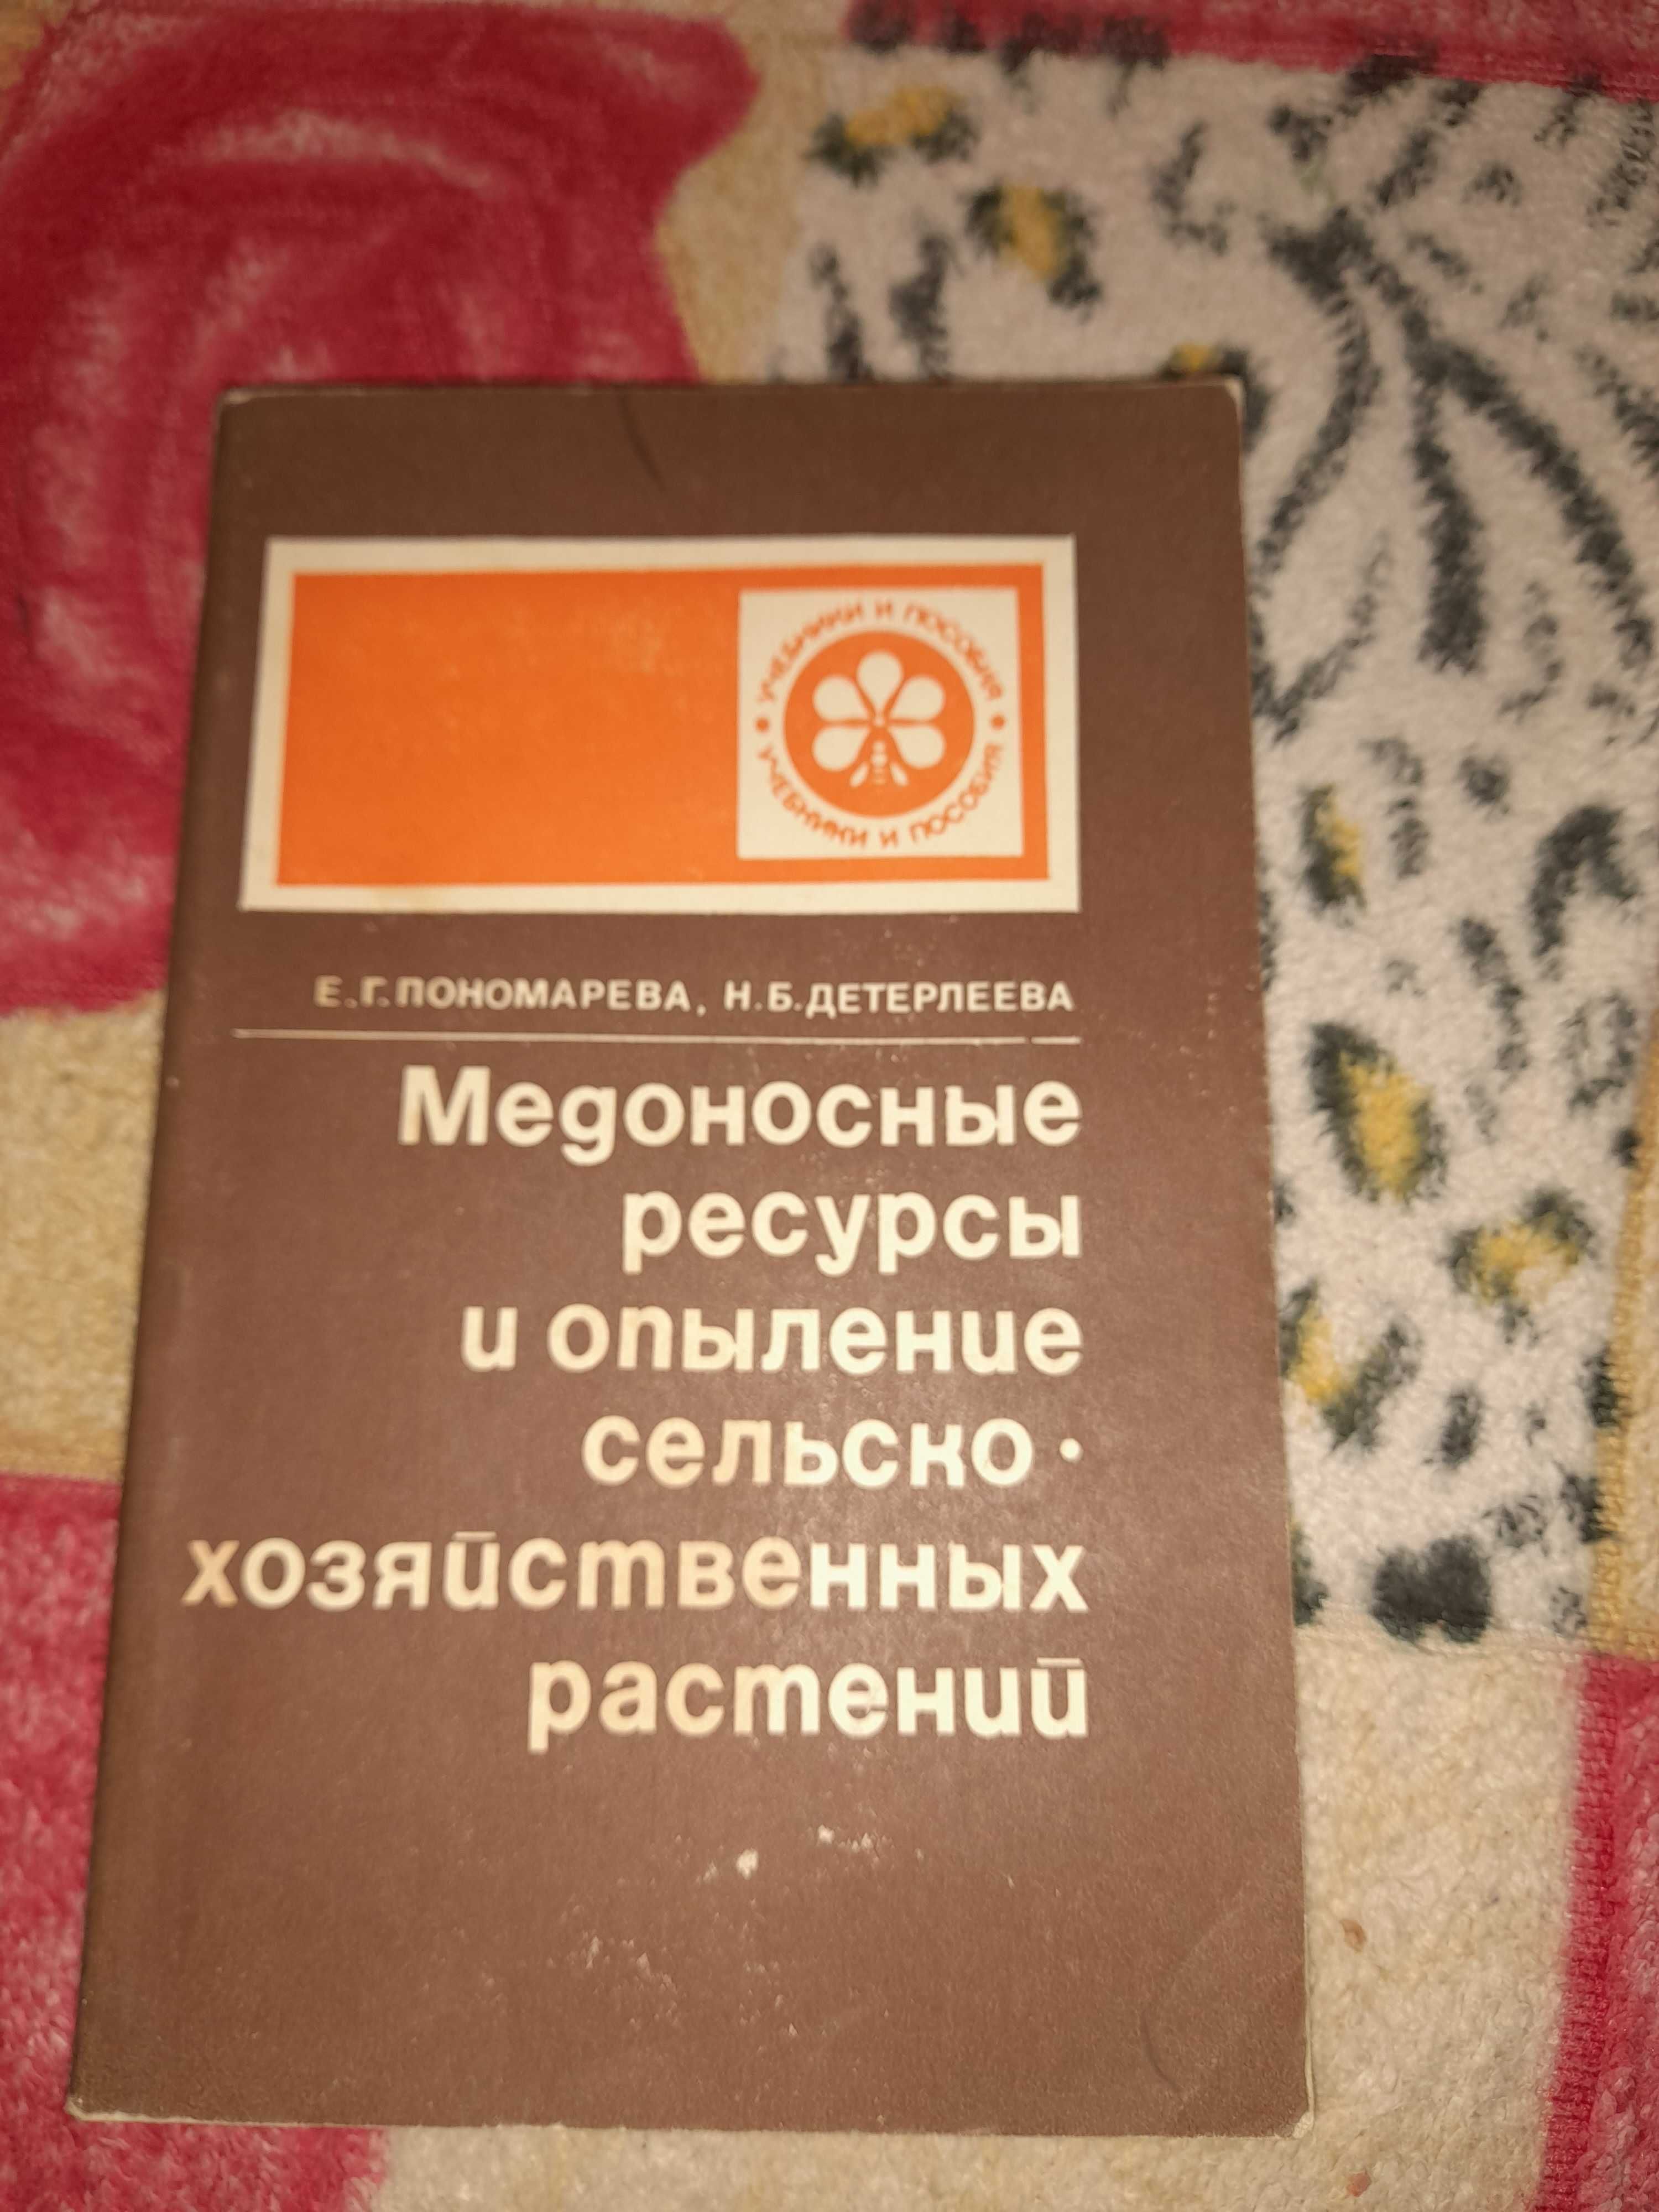 УЧЕБНИКИ И ПОСОБИЯ •
УЧЕБНИКИ И ПОСОБИЯ •
Е.Г. ПОНОМАРЕВА, Н.Б. ДЕТЕРЛЕЕВА
Медоносные
ресурсы
и опыление
сельско-
хозяйственных
растений